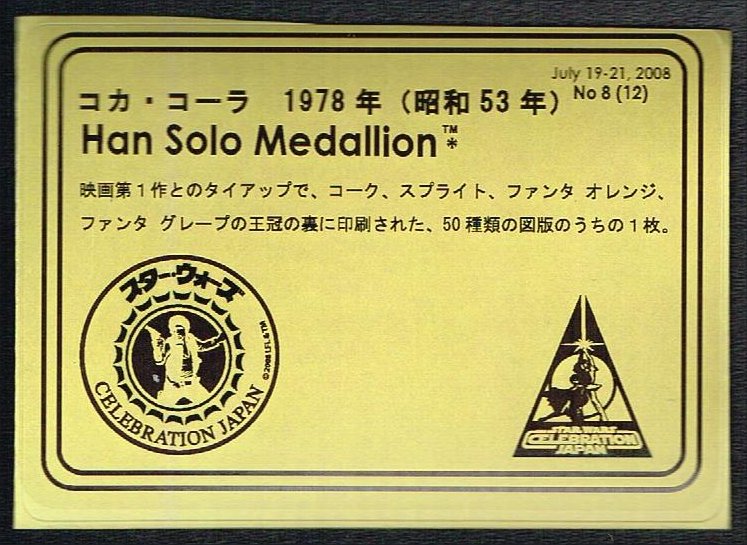 July 19-21, 2008
コカ・コーラ 1978年（昭和53年） No 8 (12)
Han Solo Medallion™*
映画第1作とのタイアップで、コーク、スプライト、ファンタ オレンジ、
ファンタ グレープの王冠の裏に印刷された、50種類の図版のうちの1枚。
スター・ウォーズ
©2008 LFL &TM
CELEBRATION JAPAN
STAR WARS
CELEBRATION
JAPAN